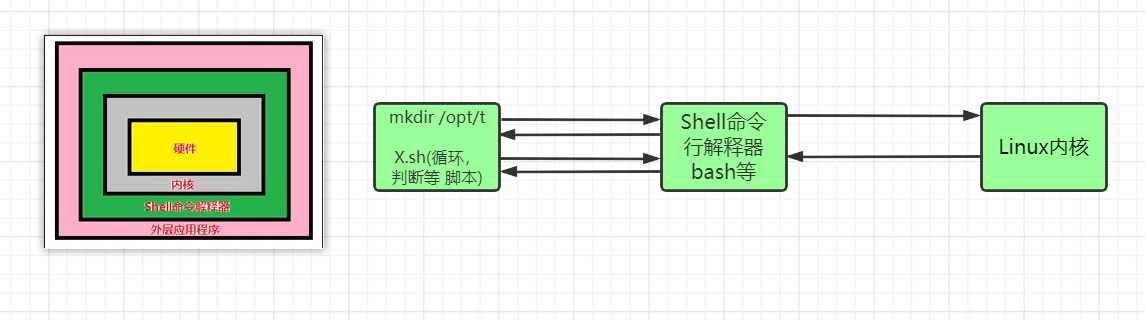 硬件
内核
Shell命令解释器
外层应用程序
mkdir /opt/t
X.sh(循环，
判断等 脚本)
Shell命令
行解释器
bash等
Linux内核